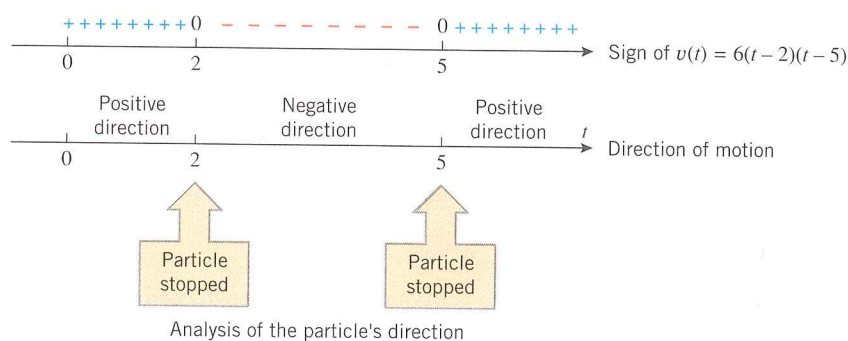 ++++++++0 − − − − − − − − − 0++++++++
0 2 5 Sign of v(t) = 6(t – 2)(t – 5)
Positive direction Negative direction Positive direction t
0 2 5 Direction of motion
Particle stopped Particle stopped
Analysis of the particle's direction